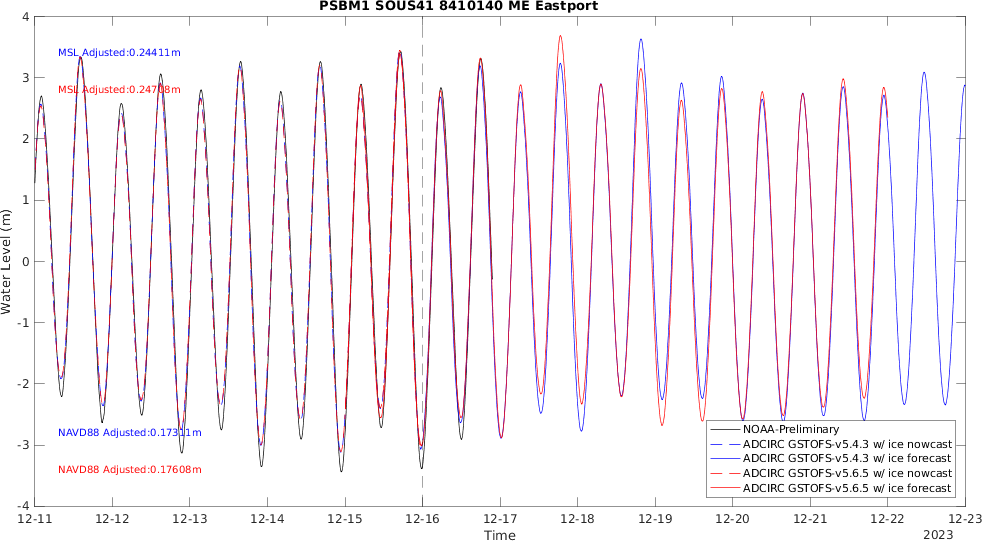 PSBM1 SOUS41 8410140 ME Eastport
4
3
2
1
0
-1
-2
-3
-4
Water Level (m)
MSL Adjusted:0.24411m
MSL Adjusted:0.24708m
NAVD88 Adjusted:0.17311m
NAVD88 Adjusted:0.17608m
NOAA-Preliminary
ADCIRC GSTOFS-v5.4.3 w/ ice nowcast
ADCIRC GSTOFS-v5.4.3 w/ ice forecast
ADCIRC GSTOFS-v5.6.5 w/ ice nowcast
ADCIRC GSTOFS-v5.6.5 w/ ice forecast
12-11 12-12 12-13 12-14 12-15 12-16 12-17 12-18 12-19 12-20 12-21 12-22 12-23
Time
2023